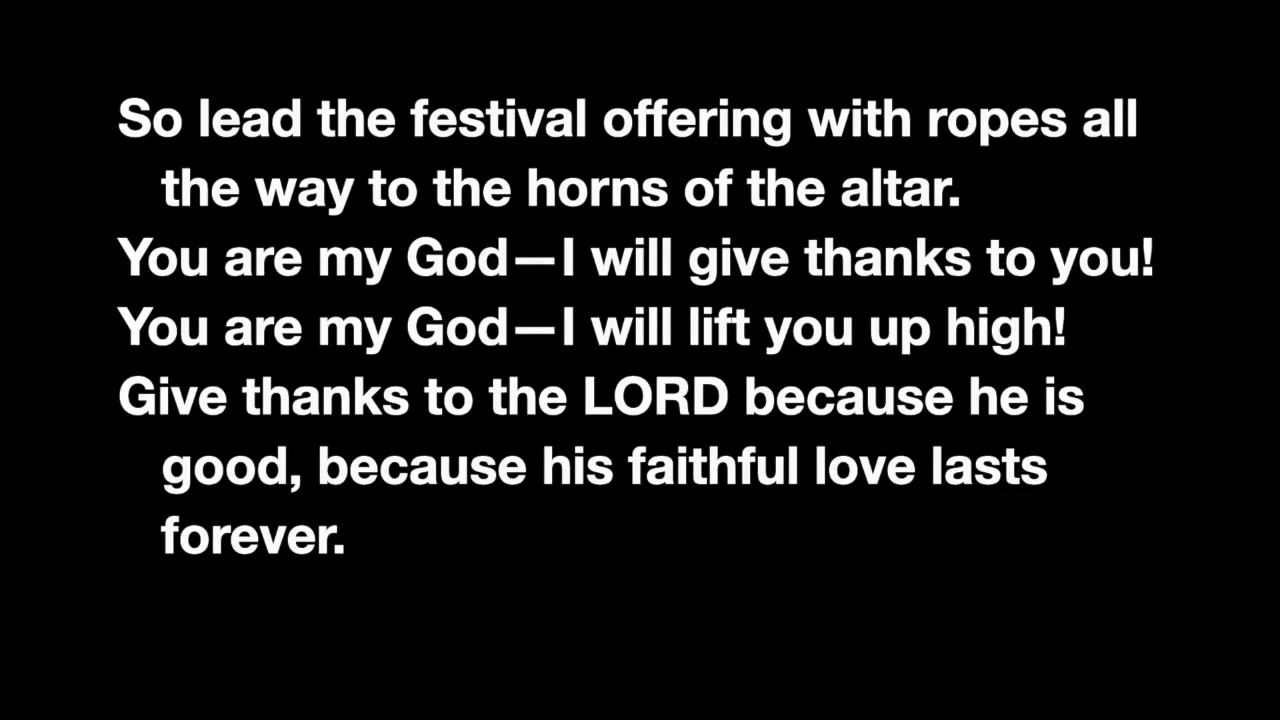 So lead the festival offering with ropes all
the way to the horns of the altar.
You are my God—I will give thanks to you!
You are my God—I will lift you up high!
Give thanks to the LORD because he is
good, because his faithful love lasts
forever.